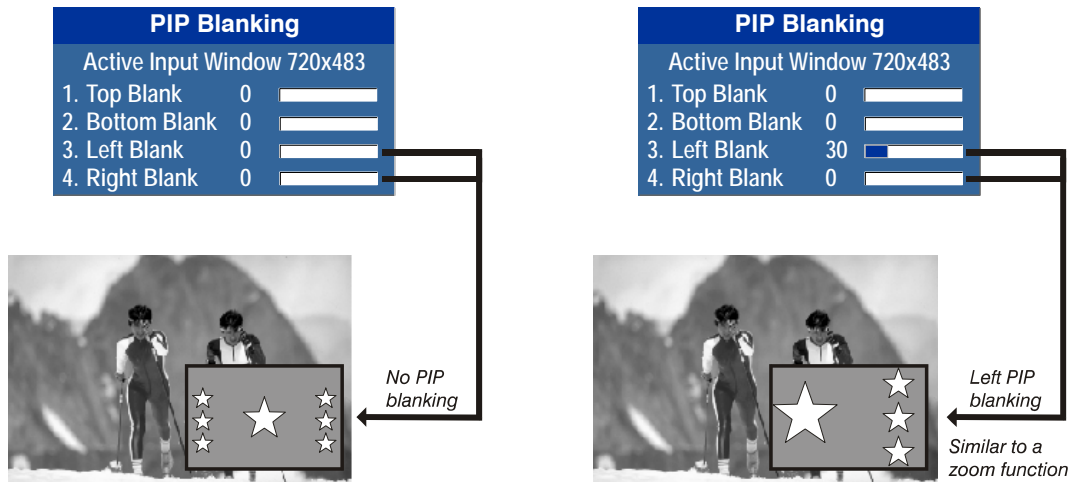 PIP Blanking
Active Input Window 720x483
1. Top Blank 0
2. Bottom Blank 0
3. Left Blank 0
4. Right Blank 0
No PIP
blanking
PIP Blanking
Active Input Window 720x483
1. Top Blank 0
2. Bottom Blank 0
3. Left Blank 30
4. Right Blank 0
Left PIP
blanking
Similar to a
zoom function